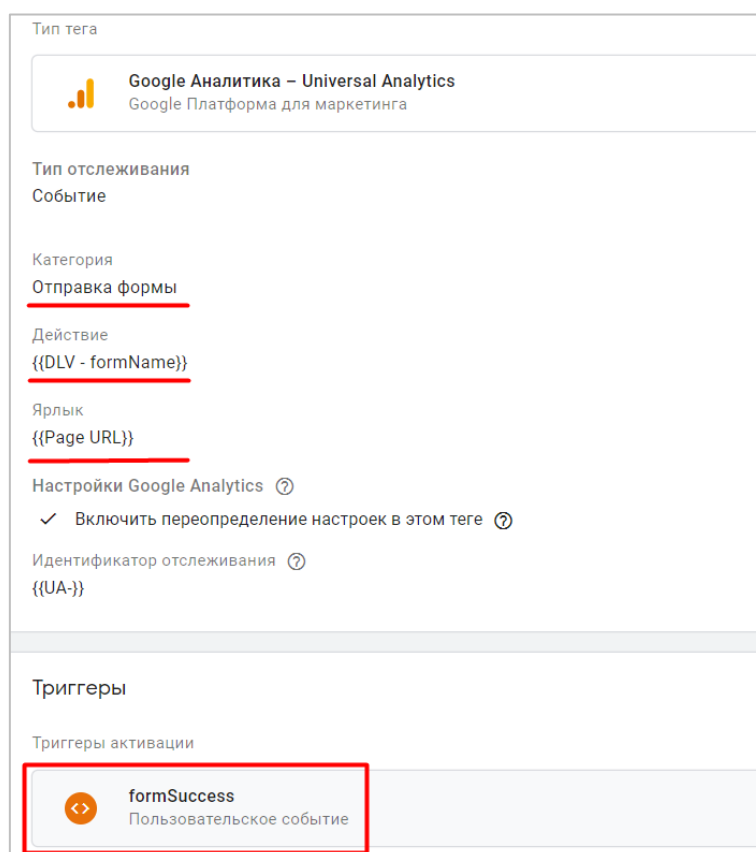 Тип тега
Google Аналитика – Universal Analytics
Google Платформа для маркетинга
Тип отслеживания
Событие
Категория
Отправка формы
Действие
{{DLV - formName}}
Ярлык
{{Page URL}}
Настройки Google Analytics ?
Включить переопределение настроек в этом теге ?
Идентификатор отслеживания ?
{{UA-}}
Триггеры
Триггеры активации
formSuccess
Пользовательское событие